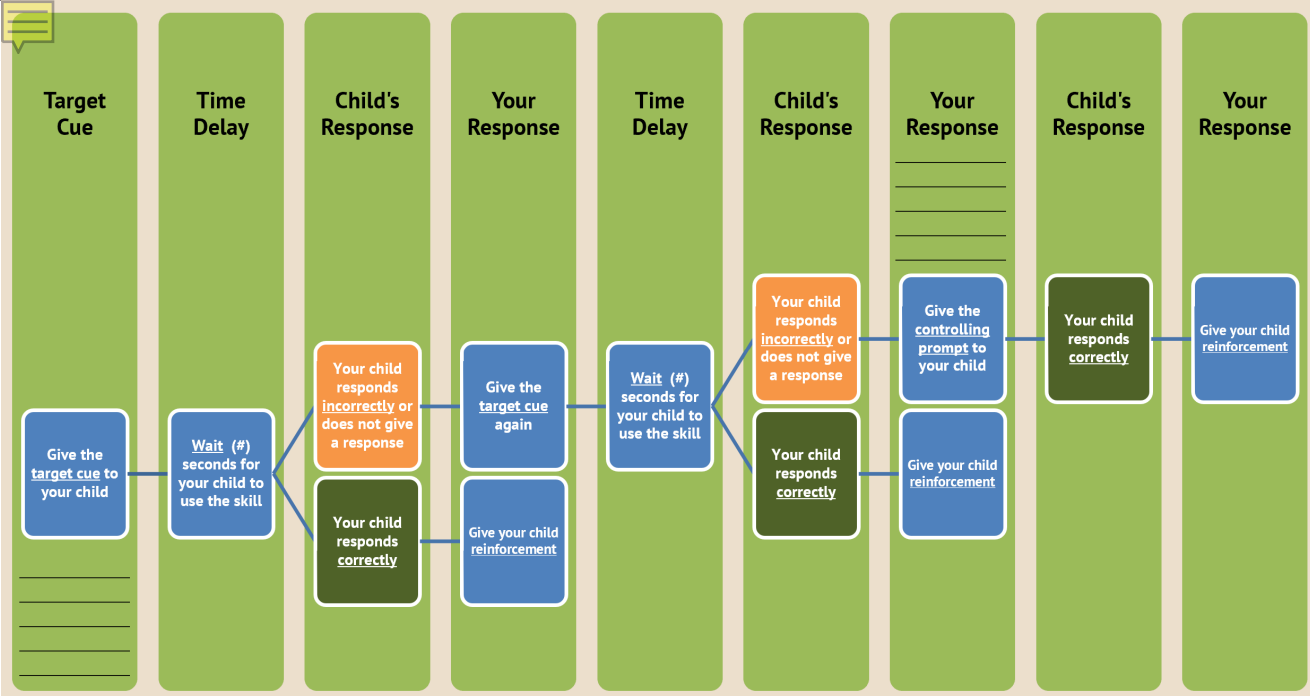 Target
Cue
Time
Delay
Child's
Response
Your
Response
Time
Delay
Child's
Response
Your
Response
Child's
Response
Your
Response
Give the
target cue to
your child
Wait (#)
seconds for
your child to
use the skill
Your child
responds
incorrectly or
does not give
a response
Your child
responds
correctly
Give the
target cue
again
Give your child
reinforcement
Wait (#)
seconds for
your child to
use the skill
Your child
responds
incorrectly or
does not give
a response
Your child
responds
correctly
Give the
controlling
prompt to
your child
Give your child
reinforcement
Your child
responds
correctly
Give your child
reinforcement